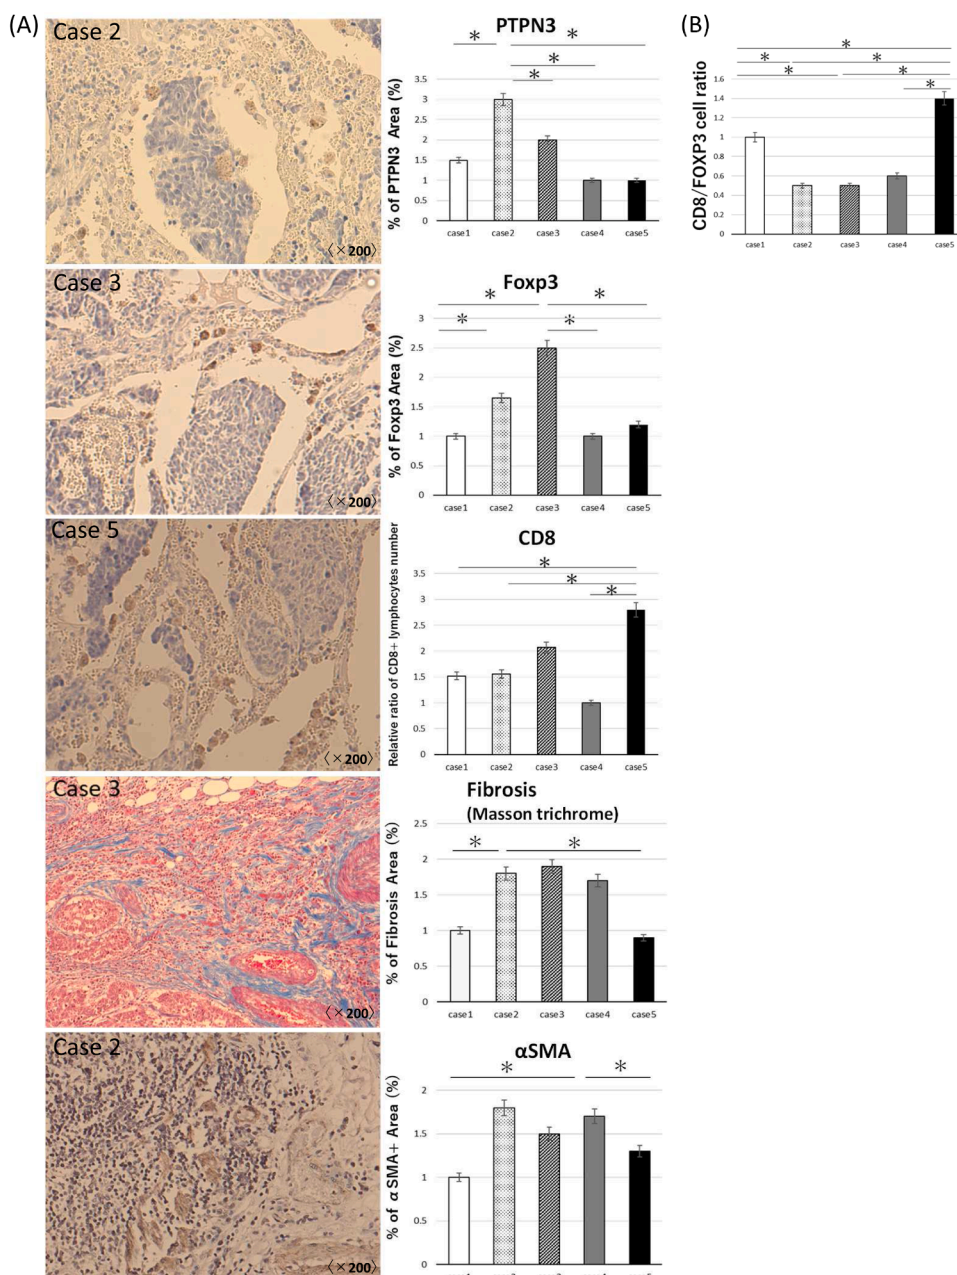 (A)
Case 2
〈×200〉
PTPN3
% of PTPN3 Area (%)
* * * *
3.5
3
2.5
2
1.5
1
0.5
0
case1 case2 case3 case4 case5
(B)
CD8/FOXP3 cell ratio
*
* *
* *
*
1.6
1.4
1.2
1
0.8
0.6
0.4
0.2
0
case1 case2 case3 case4 case5
Case 3
〈×200〉
Foxp3
% of Foxp3 Area (%)
* *
* *
3
2.5
2
1.5
1
0.5
0
case1 case2 case3 case4 case5
Case 5
〈×200〉
CD8
Relative ratio of CD8+ lymphocytes number
*
*
*
3.5
3
2.5
2
1.5
1
0.5
0
case1 case2 case3 case4 case5
Case 3
〈×200〉
Fibrosis
(Masson trichrome)
% of Fibrosis Area (%)
* *
2.5
2
1.5
1
0.5
0
case1 case2 case3 case4 case5
Case 2
〈×200〉
αSMA
% of α SMA+ Area (%)
* *
2
1.5
1
0.5
0
case1 case2 case3 case4 case5